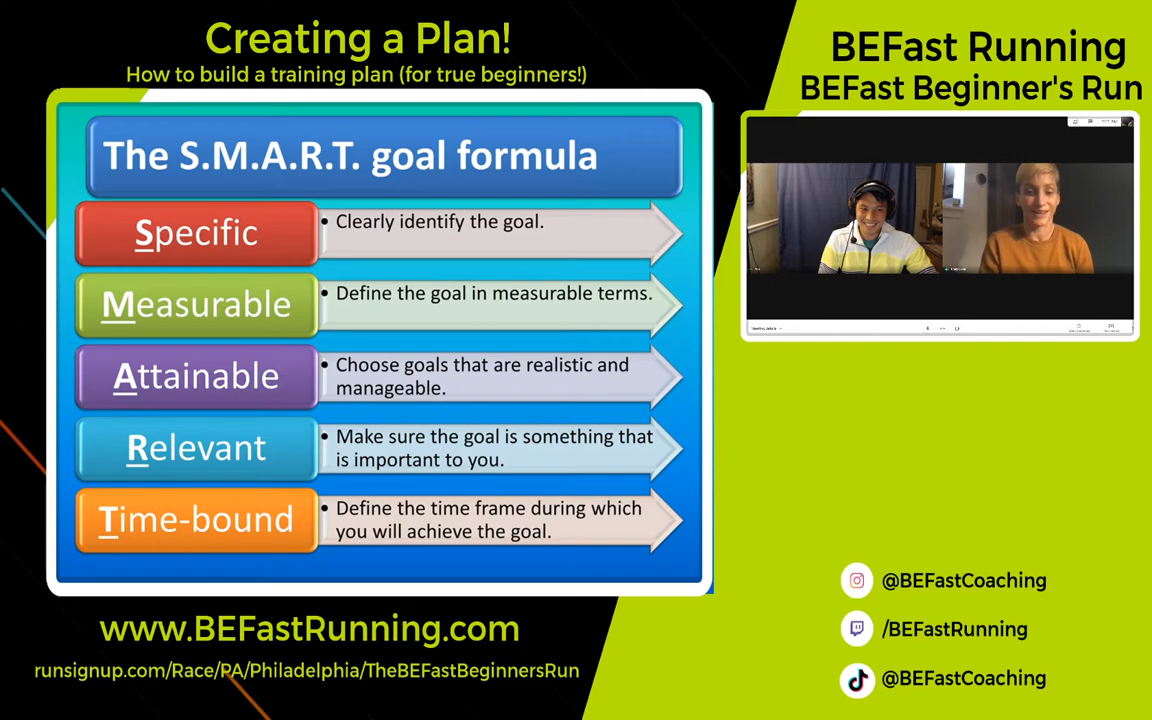 Creating a Plan!
How to build a training plan (for true beginners!)
The S.M.A.R.T. goal formula
Specific
• Clearly identify the goal.
Measurable
• Define the goal in measurable terms.
Attainable
• Choose goals that are realistic and
manageable.
Relevant
• Make sure the goal is something that
is important to you.
Time-bound
• Define the time frame during which
you will achieve the goal.
www.BEFastRunning.com
runsignup.com/Race/PA/Philadelphia/TheBEFastBeginnersRun
BEFast Running
BEFast Beginner's Run
@BEFastCoaching
/BEFastRunning
@BEFastCoaching